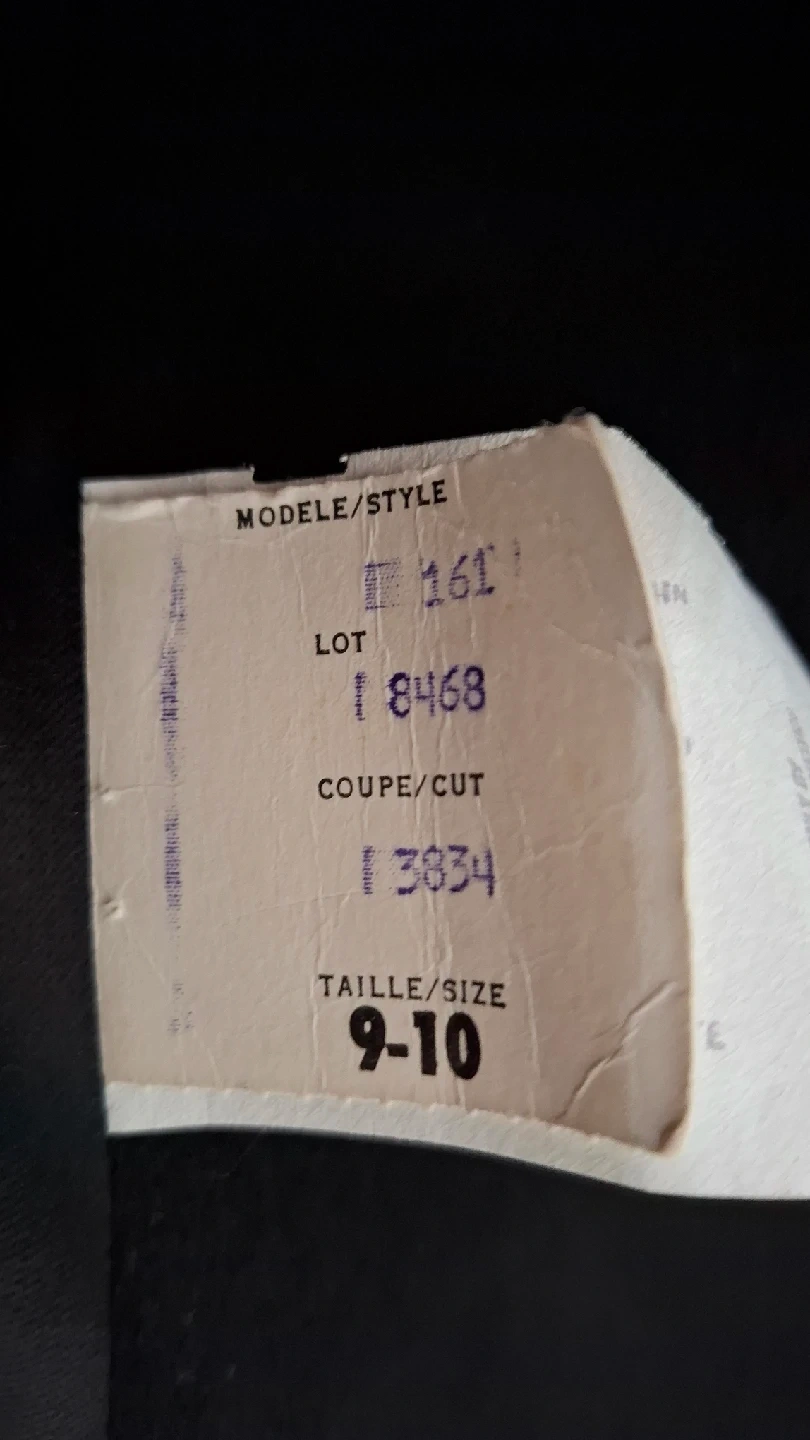 MODELE/STYLE
161
LOT
8468
COUPE/CUT
3834
TAILLE/SIZE
9-10